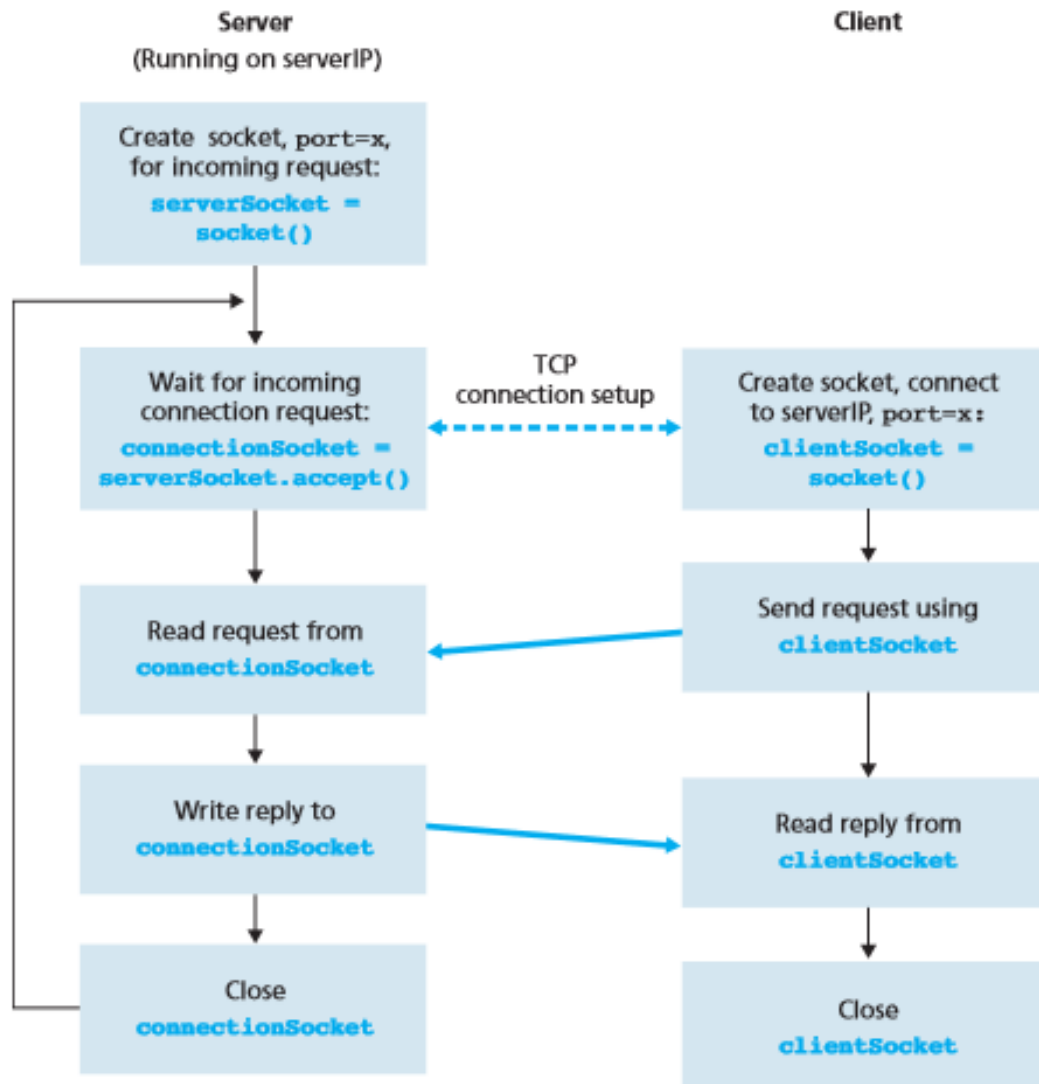 Server
(Running on serverIP)
Client
Create socket, port=x,
for incoming request:
serverSocket =
socket()
Wait for incoming
connection request:
connectionSocket =
serverSocket.accept()
TCP
connection setup
Create socket, connect
to serverIP, port=x:
clientSocket =
socket()
Read request from
connectionSocket
Send request using
clientSocket
Write reply to
connectionSocket
Read reply from
clientSocket
Close
connectionSocket
Close
clientSocket